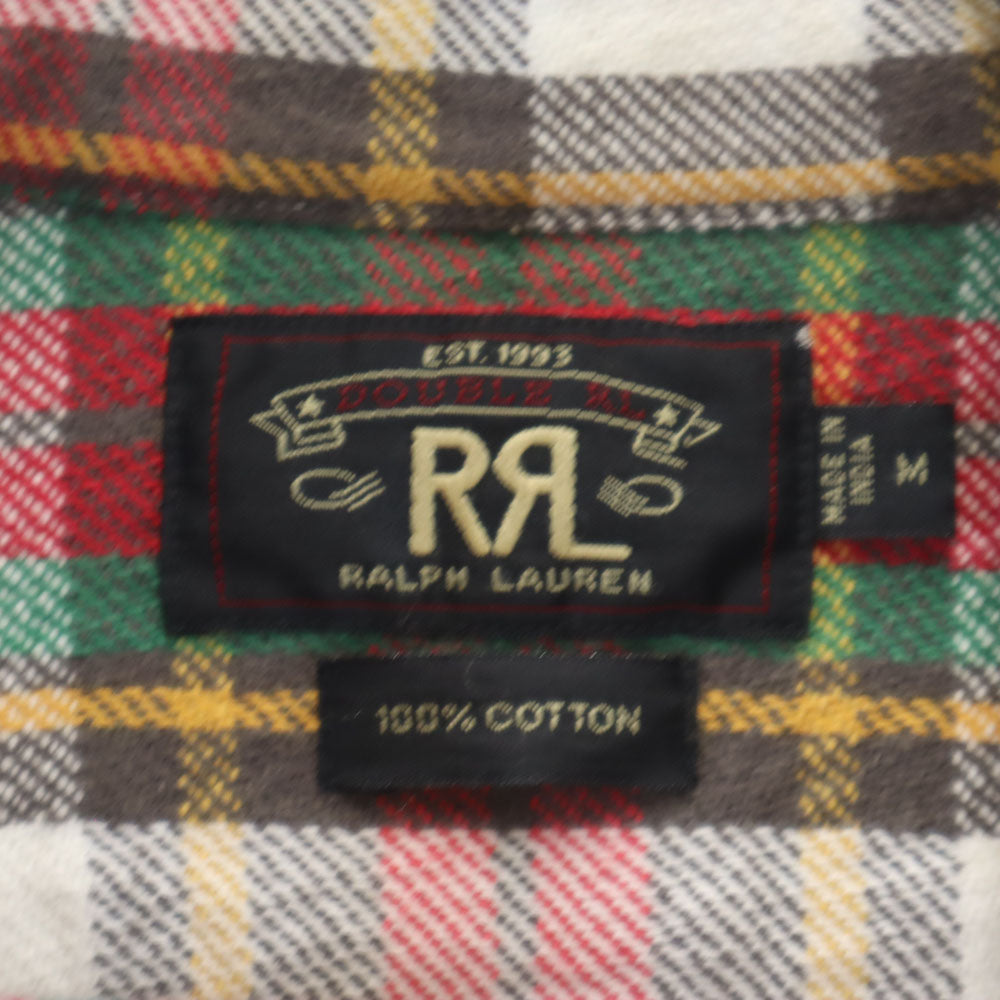 EST. 1993
DOUBLE RL
RRL
RALPH LAUREN
MADE IN
INDIA
M
100% COTTON